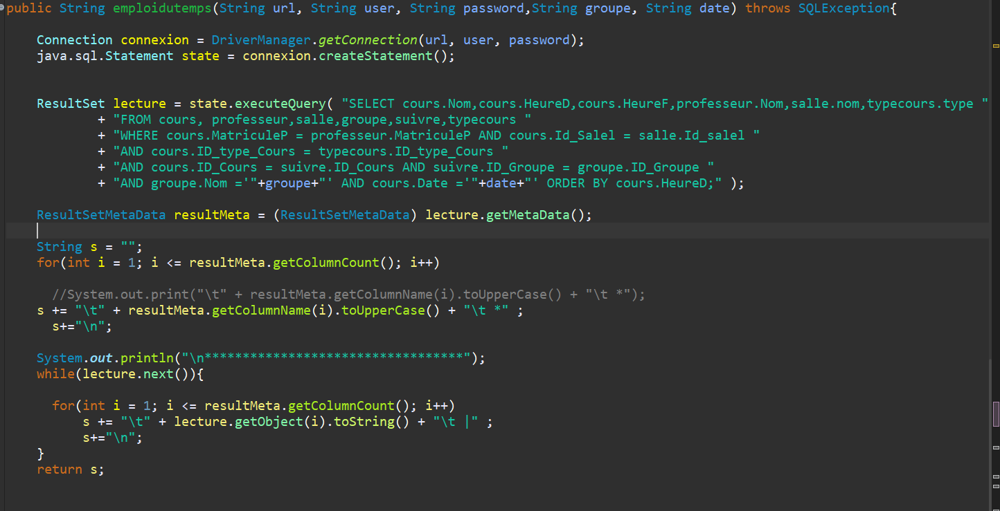 public String emploidutemps(String url, String user, String password,String groupe, String date) throws SQLException{
Connection connexion = DriverManager.getConnection(url, user, password);
java.sql.Statement state = connexion.createStatement();
ResultSet lecture = state.executeQuery( "SELECT cours.Nom,cours.HeureD,cours.HeureF,professeur.Nom,salle.nom,typecours.type "
+ "FROM cours, professeur,salle,groupe,suivre,typecours "
+ "WHERE cours.MatriculeP = professeur.MatriculeP AND cours.Id_Salel = salle.Id_salel "
+ "AND cours.ID_type_Cours = typecours.ID_type_Cours "
+ "AND cours.ID_Cours = suivre.ID_Cours AND suivre.ID_Groupe = groupe.ID_Groupe "
+ "AND groupe.Nom ='"+groupe+"' AND cours.Date ='"+date+"' ORDER BY cours.HeureD;" );
ResultSetMetaData resultMeta = (ResultSetMetaData) lecture.getMetaData();
String s = "";
for(int i = 1; i <= resultMeta.getColumnCount(); i++)
//System.out.print("\t" + resultMeta.getColumnName(i).toUpperCase() + "\t *");
s += "\t" + resultMeta.getColumnName(i).toUpperCase() + "\t *" ;
s+="\n";
System.out.println("\n**********************************");
while(lecture.next()){
for(int i = 1; i <= resultMeta.getColumnCount(); i++)
s += "\t" + lecture.getObject(i).toString() + "\t |" ;
s+="\n";
}
return s;